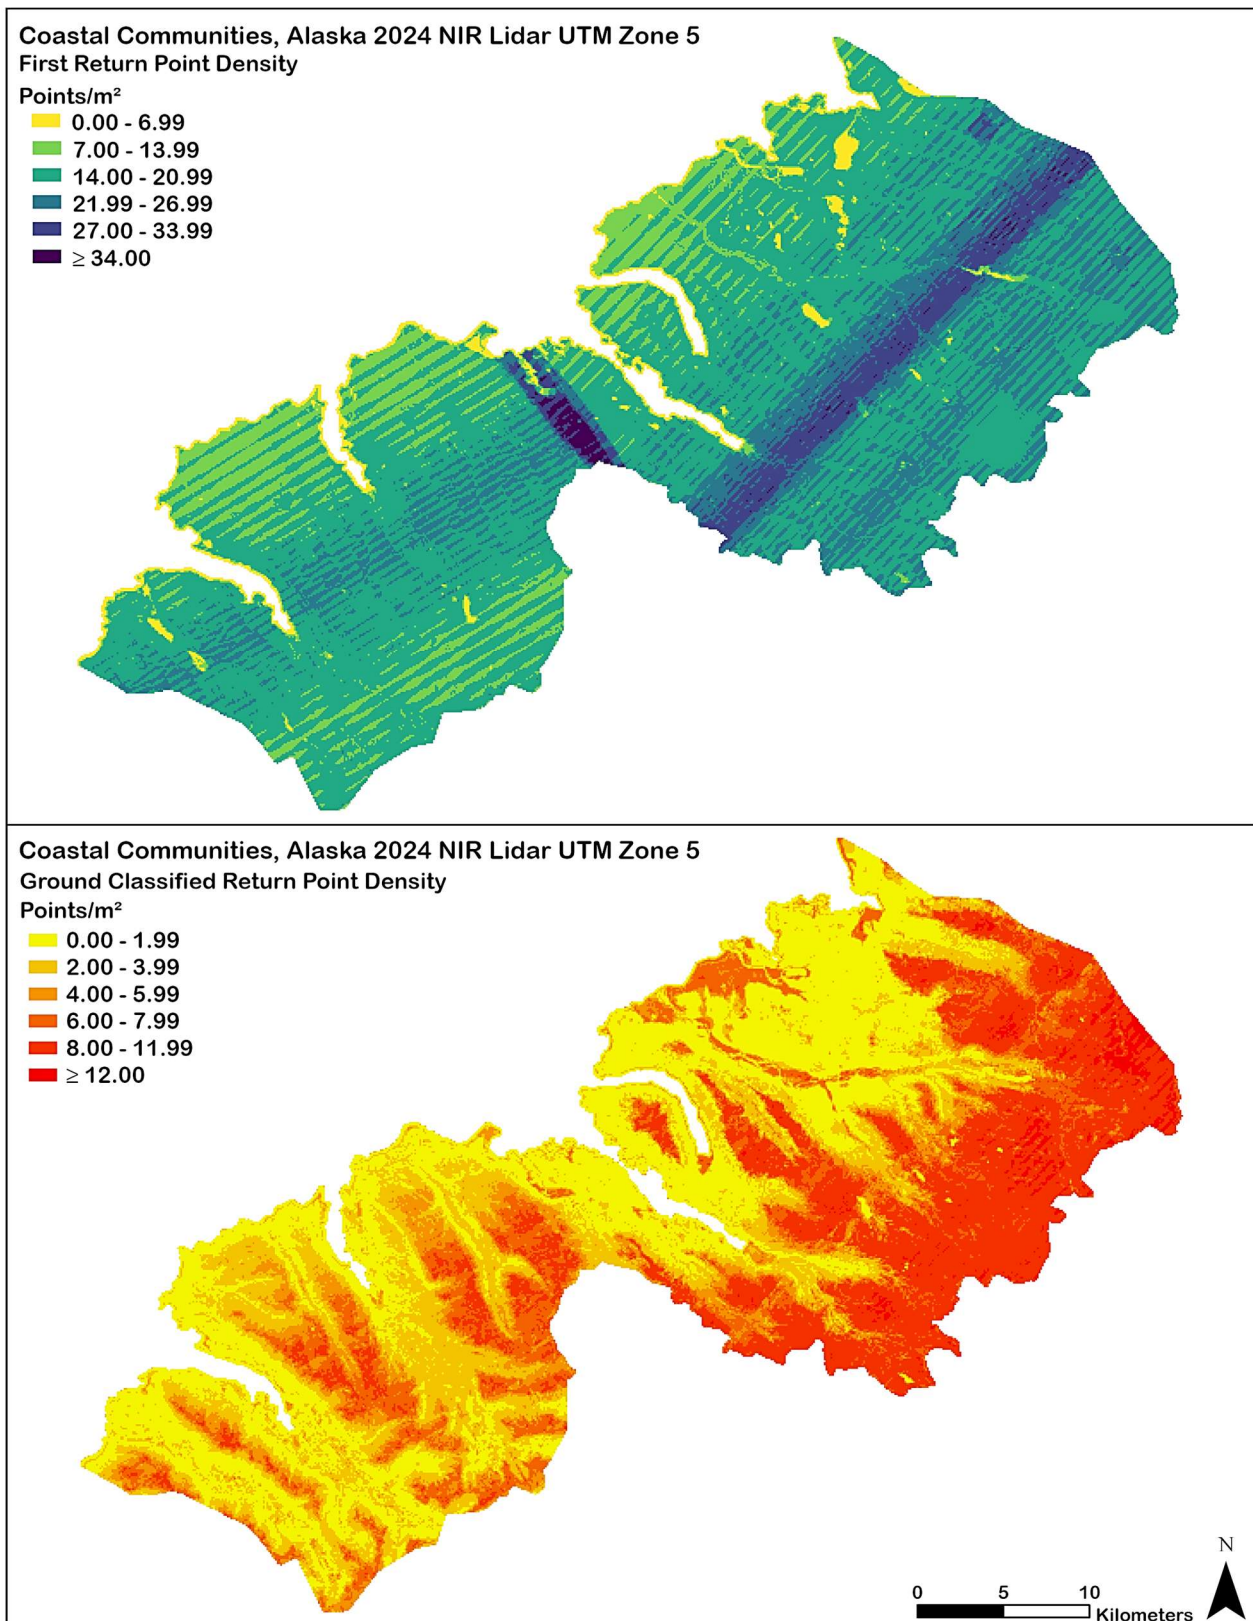 Coastal Communities, Alaska 2024 NIR Lidar UTM Zone 5
First Return Point Density
Points/m²
0.00 - 6.99
7.00 - 13.99
14.00 - 20.99
21.99 - 26.99
27.00 - 33.99
≥ 34.00
Coastal Communities, Alaska 2024 NIR Lidar UTM Zone 5
Ground Classified Return Point Density
Points/m²
0.00 - 1.99
2.00 - 3.99
4.00 - 5.99
6.00 - 7.99
8.00 - 11.99
≥ 12.00
N
0 5 10
Kilometers